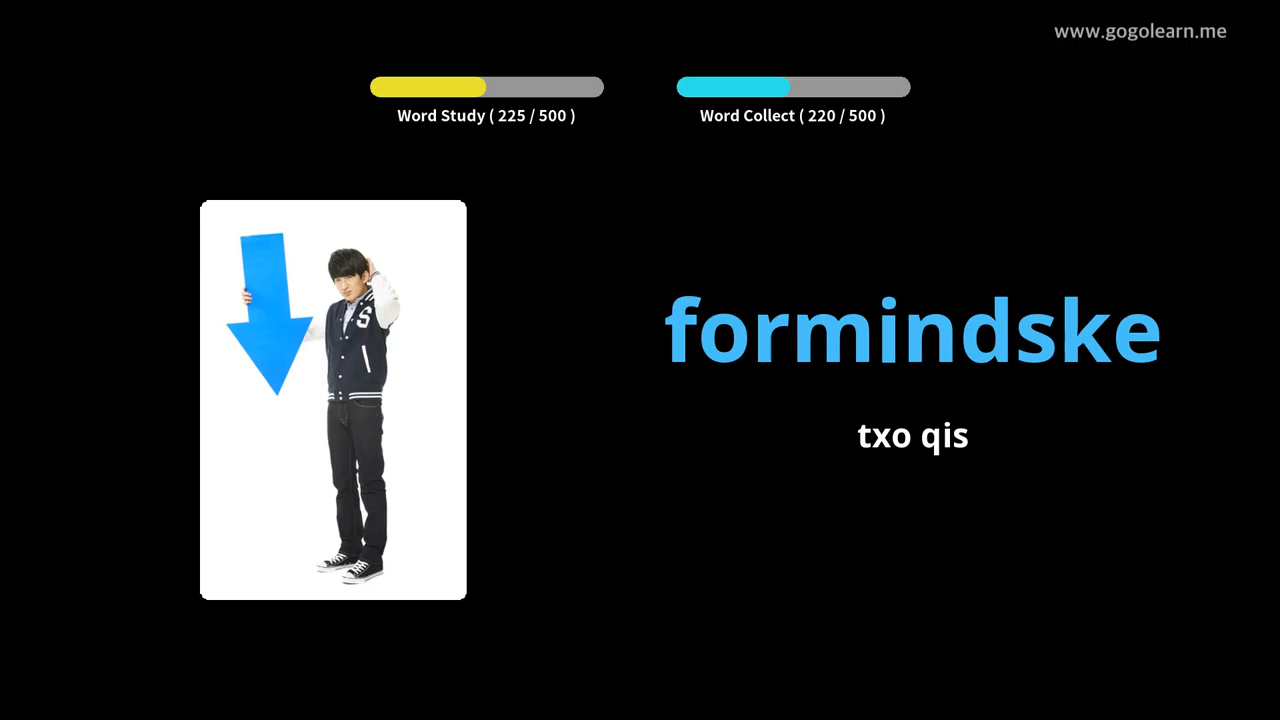 www.gogolearn.me
Word Study ( 225 / 500 )
Word Collect ( 220 / 500 )
S
formindske
txo qis